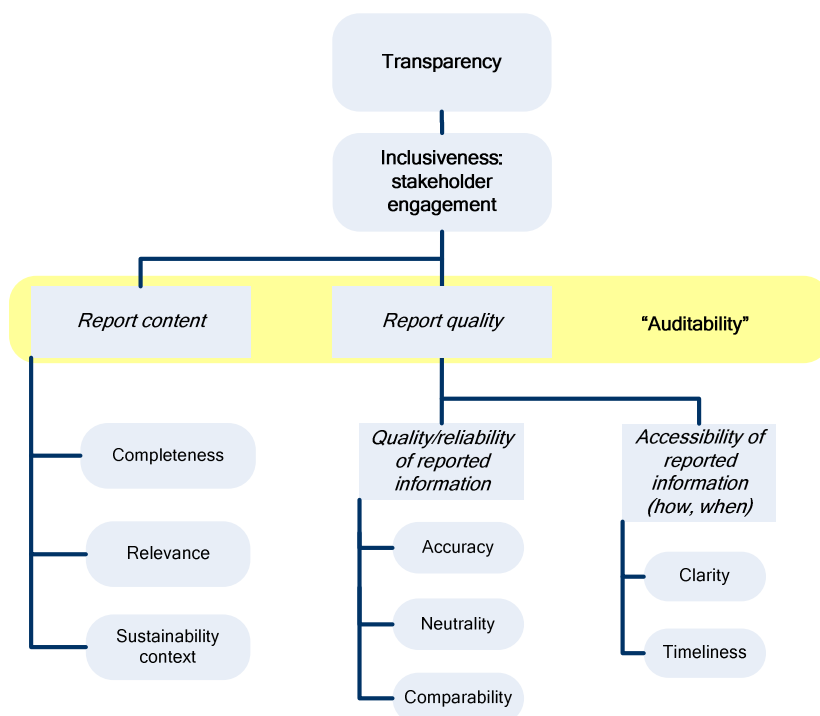 Transparency
Inclusiveness:
stakeholder
engagement
Report content
Report quality
“Auditability”
Completeness
Relevance
Sustainability
context
Quality/reliability
of reported
information
Accuracy
Neutrality
Comparability
Accessibility of
reported
information
(how, when)
Clarity
Timeliness